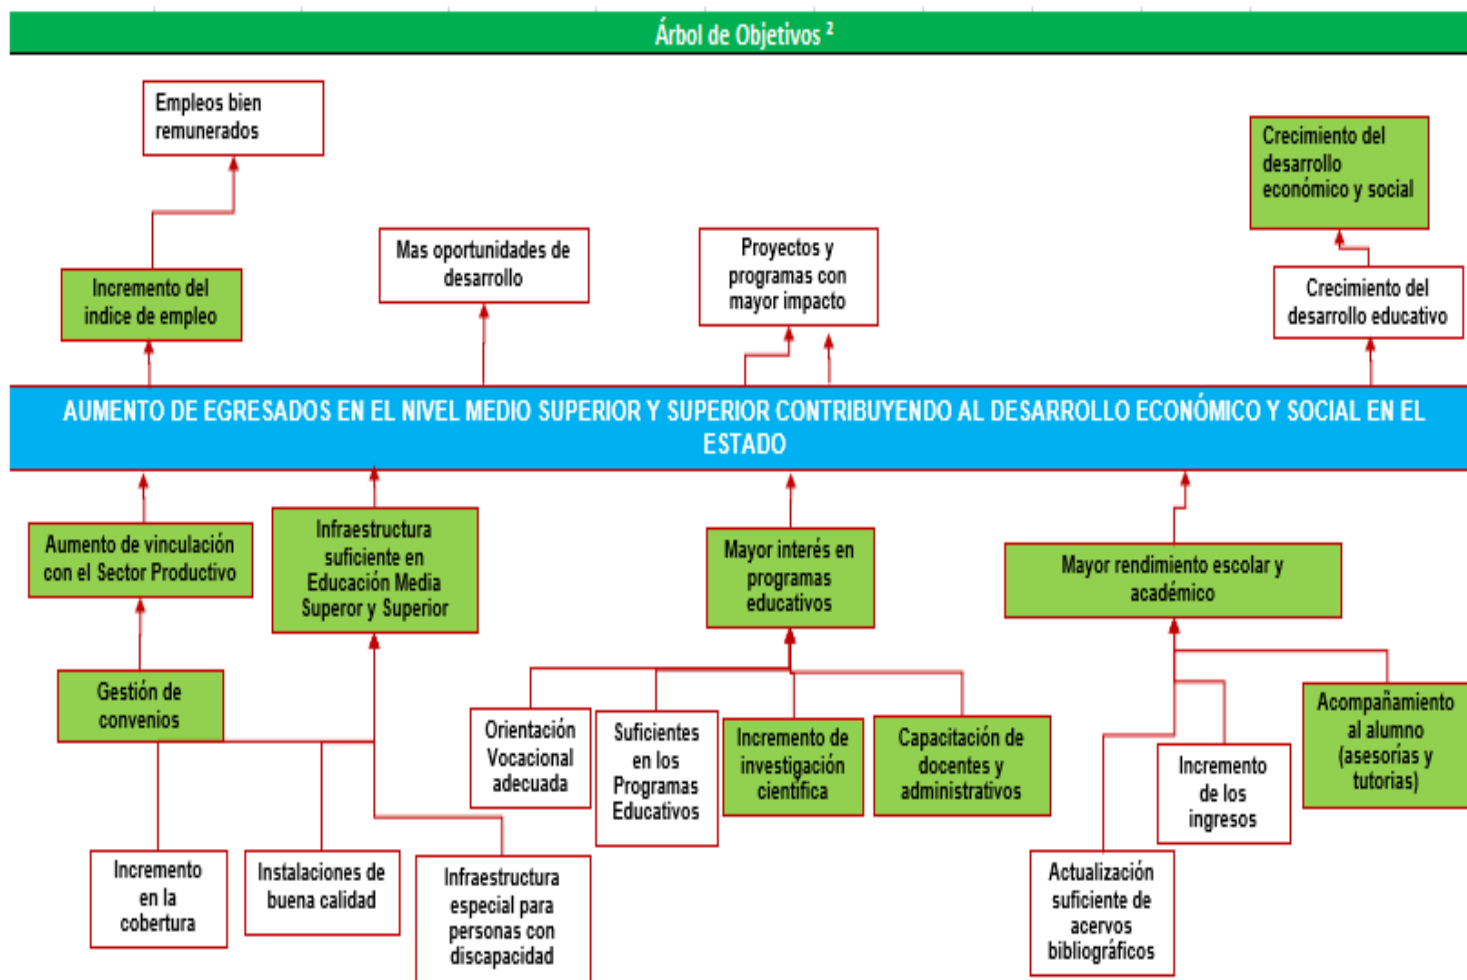 Árbol de Objetivos ²
Empleos bien
remunerados
Crecimiento del
desarrollo
económico y social
Mas oportunidades de
desarrollo
Proyectos y
programas con
mayor impacto
Incremento del
indice de empleo
Crecimiento del
desarrollo educativo
AUMENTO DE EGRESADOS EN EL NIVEL MEDIO SUPERIOR Y SUPERIOR CONTRIBUYENDO AL DESARROLLO ECONÓMICO Y SOCIAL EN EL
ESTADO
Aumento de vinculación
con el Sector Productivo
Infraestructura
suficiente en
Educación Media
Superor y Superior
Mayor interés en
programas
educativos
Mayor rendimiento escolar y
académico
Gestión de
convenios
Orientación
Vocacional
adecuada
Suficientes
en los
Programas
Educativos
Incremento de
investigación
científica
Capacitación de
docentes y
administrativos
Incremento
de los
ingresos
Acompañamiento
al alumno
(asesorías y
tutorias)
Incremento
en la
cobertura
Instalaciones de
buena calidad
Infraestructura
especial para
personas con
discapacidad
Actualización
suficiente de
acervos
bibliográficos